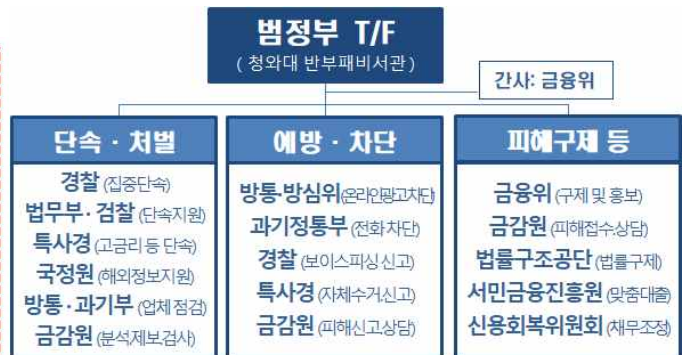 범정부 T/F
( 청와대 반부패비서관 )
간사: 금융위
단속 · 처벌
경찰 (집중단속)
법무부 · 검찰 (단속지원)
특사경 (고금리 등 단속)
국정원 (해외정보지원)
방통 · 과기부 (업체 점검)
금감원 (분석제보검사)
예방 · 차단
방통·방심위(온라인광고차단)
과기정통부 (전화 차단)
경찰 (보이스피싱 신고)
특사경 (자체수거신고)
금감원 (피해신고상담)
피해구제 등
금융위 (구제 및 홍보)
금감원 (피해접수상담)
법률구조공단 (법률구제)
서민금융진흥원 (맞춤대출)
신용회복위원회 (채무조정)